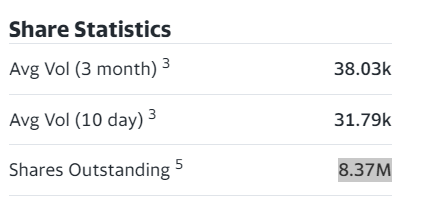 Share Statistics
Avg Vol (3 month) 3 38.03k
Avg Vol (10 day) 3 31.79k
Shares Outstanding 5 8.37M